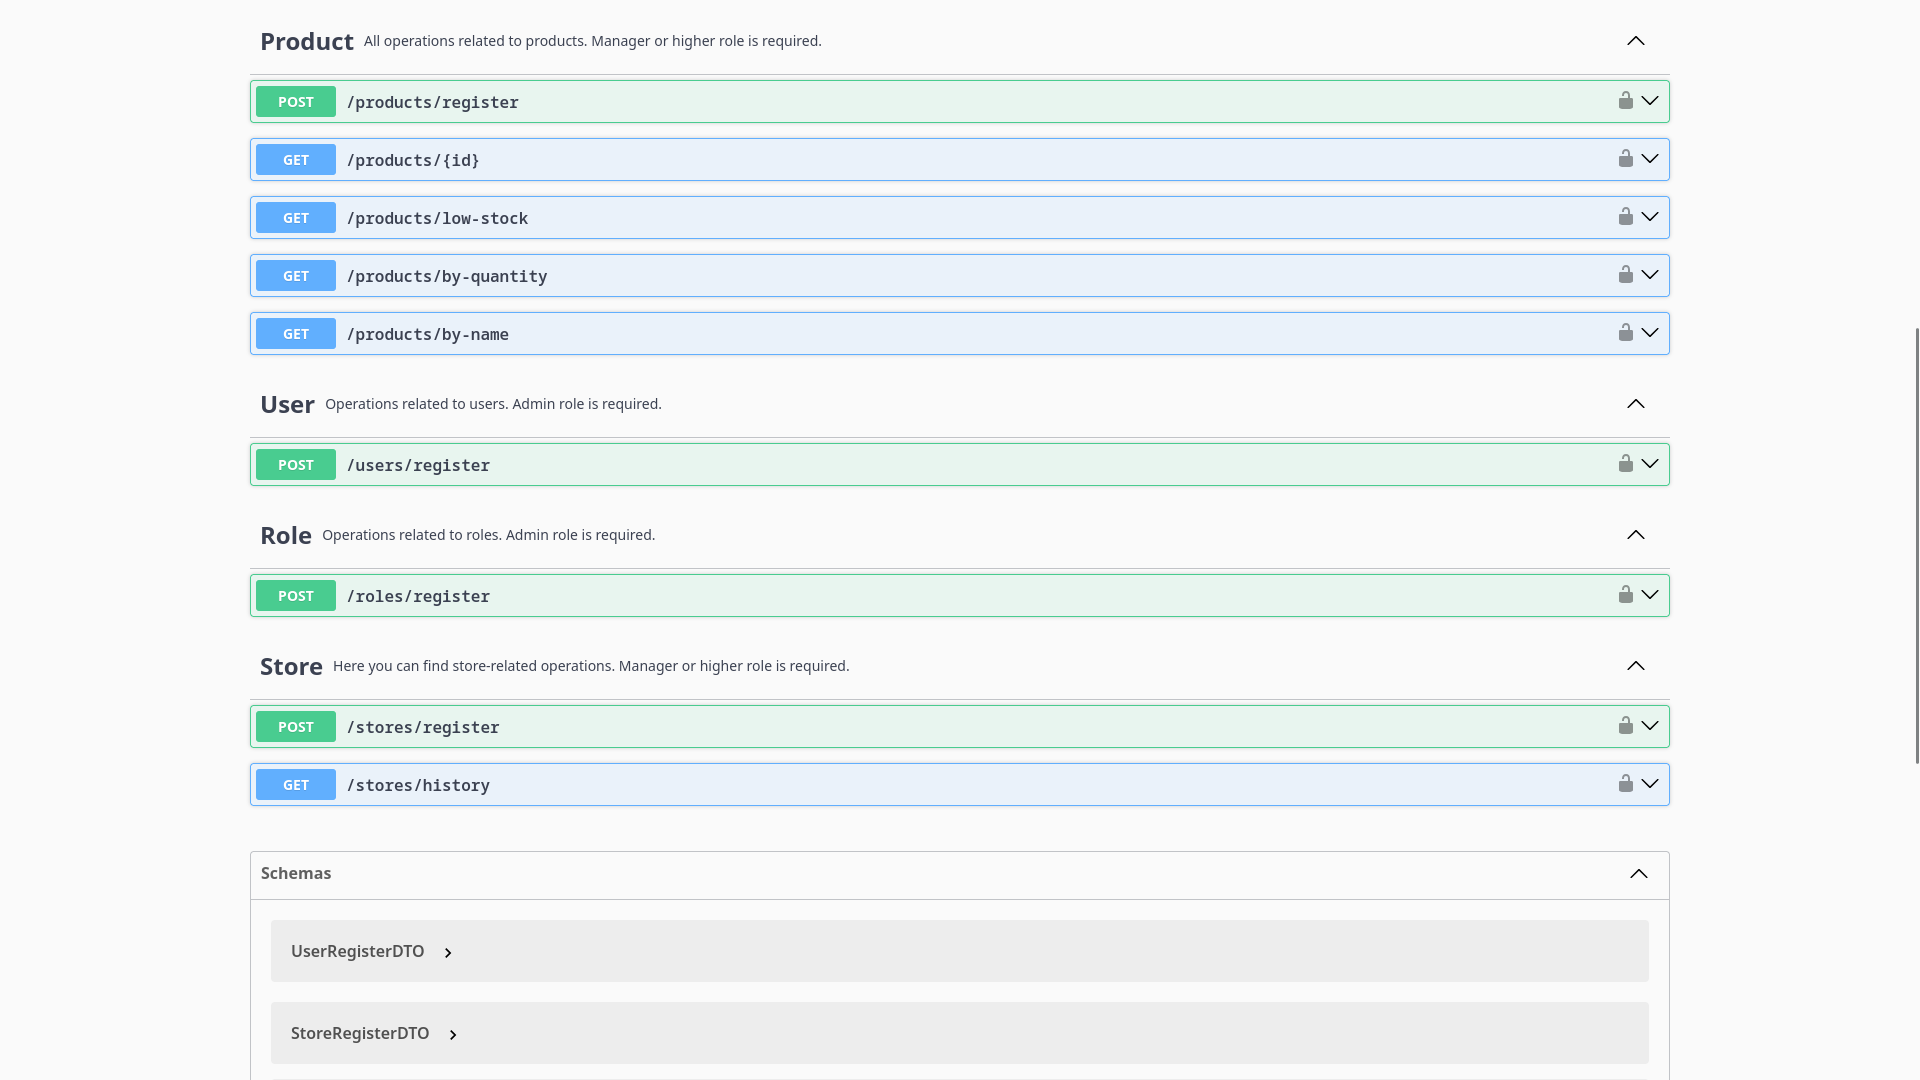 Product All operations related to products. Manager or higher role is required.
POST /products/register
GET /products/{id}
GET /products/low-stock
GET /products/by-quantity
GET /products/by-name
User Operations related to users. Admin role is required.
POST /users/register
Role Operations related to roles. Admin role is required.
POST /roles/register
Store Here you can find store-related operations. Manager or higher role is required.
POST /stores/register
GET /stores/history
Schemas
UserRegisterDTO
StoreRegisterDTO